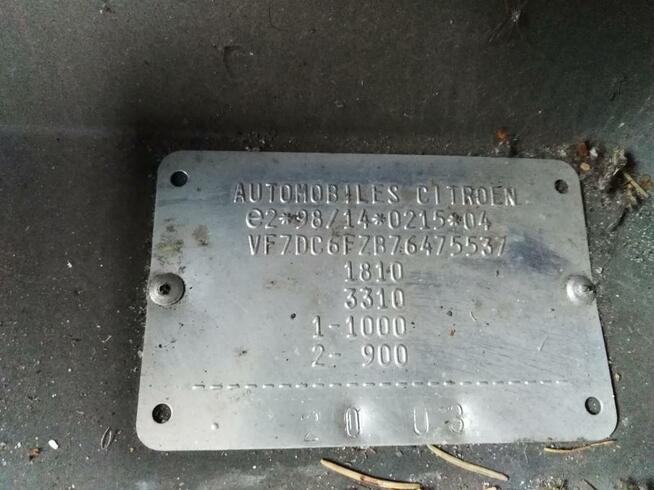 AUTOMOBILES CITROEN
e2*98/14*0215*04
VF7DC6FZB76475537
1810
3310
1-1000
2- 900
20 03